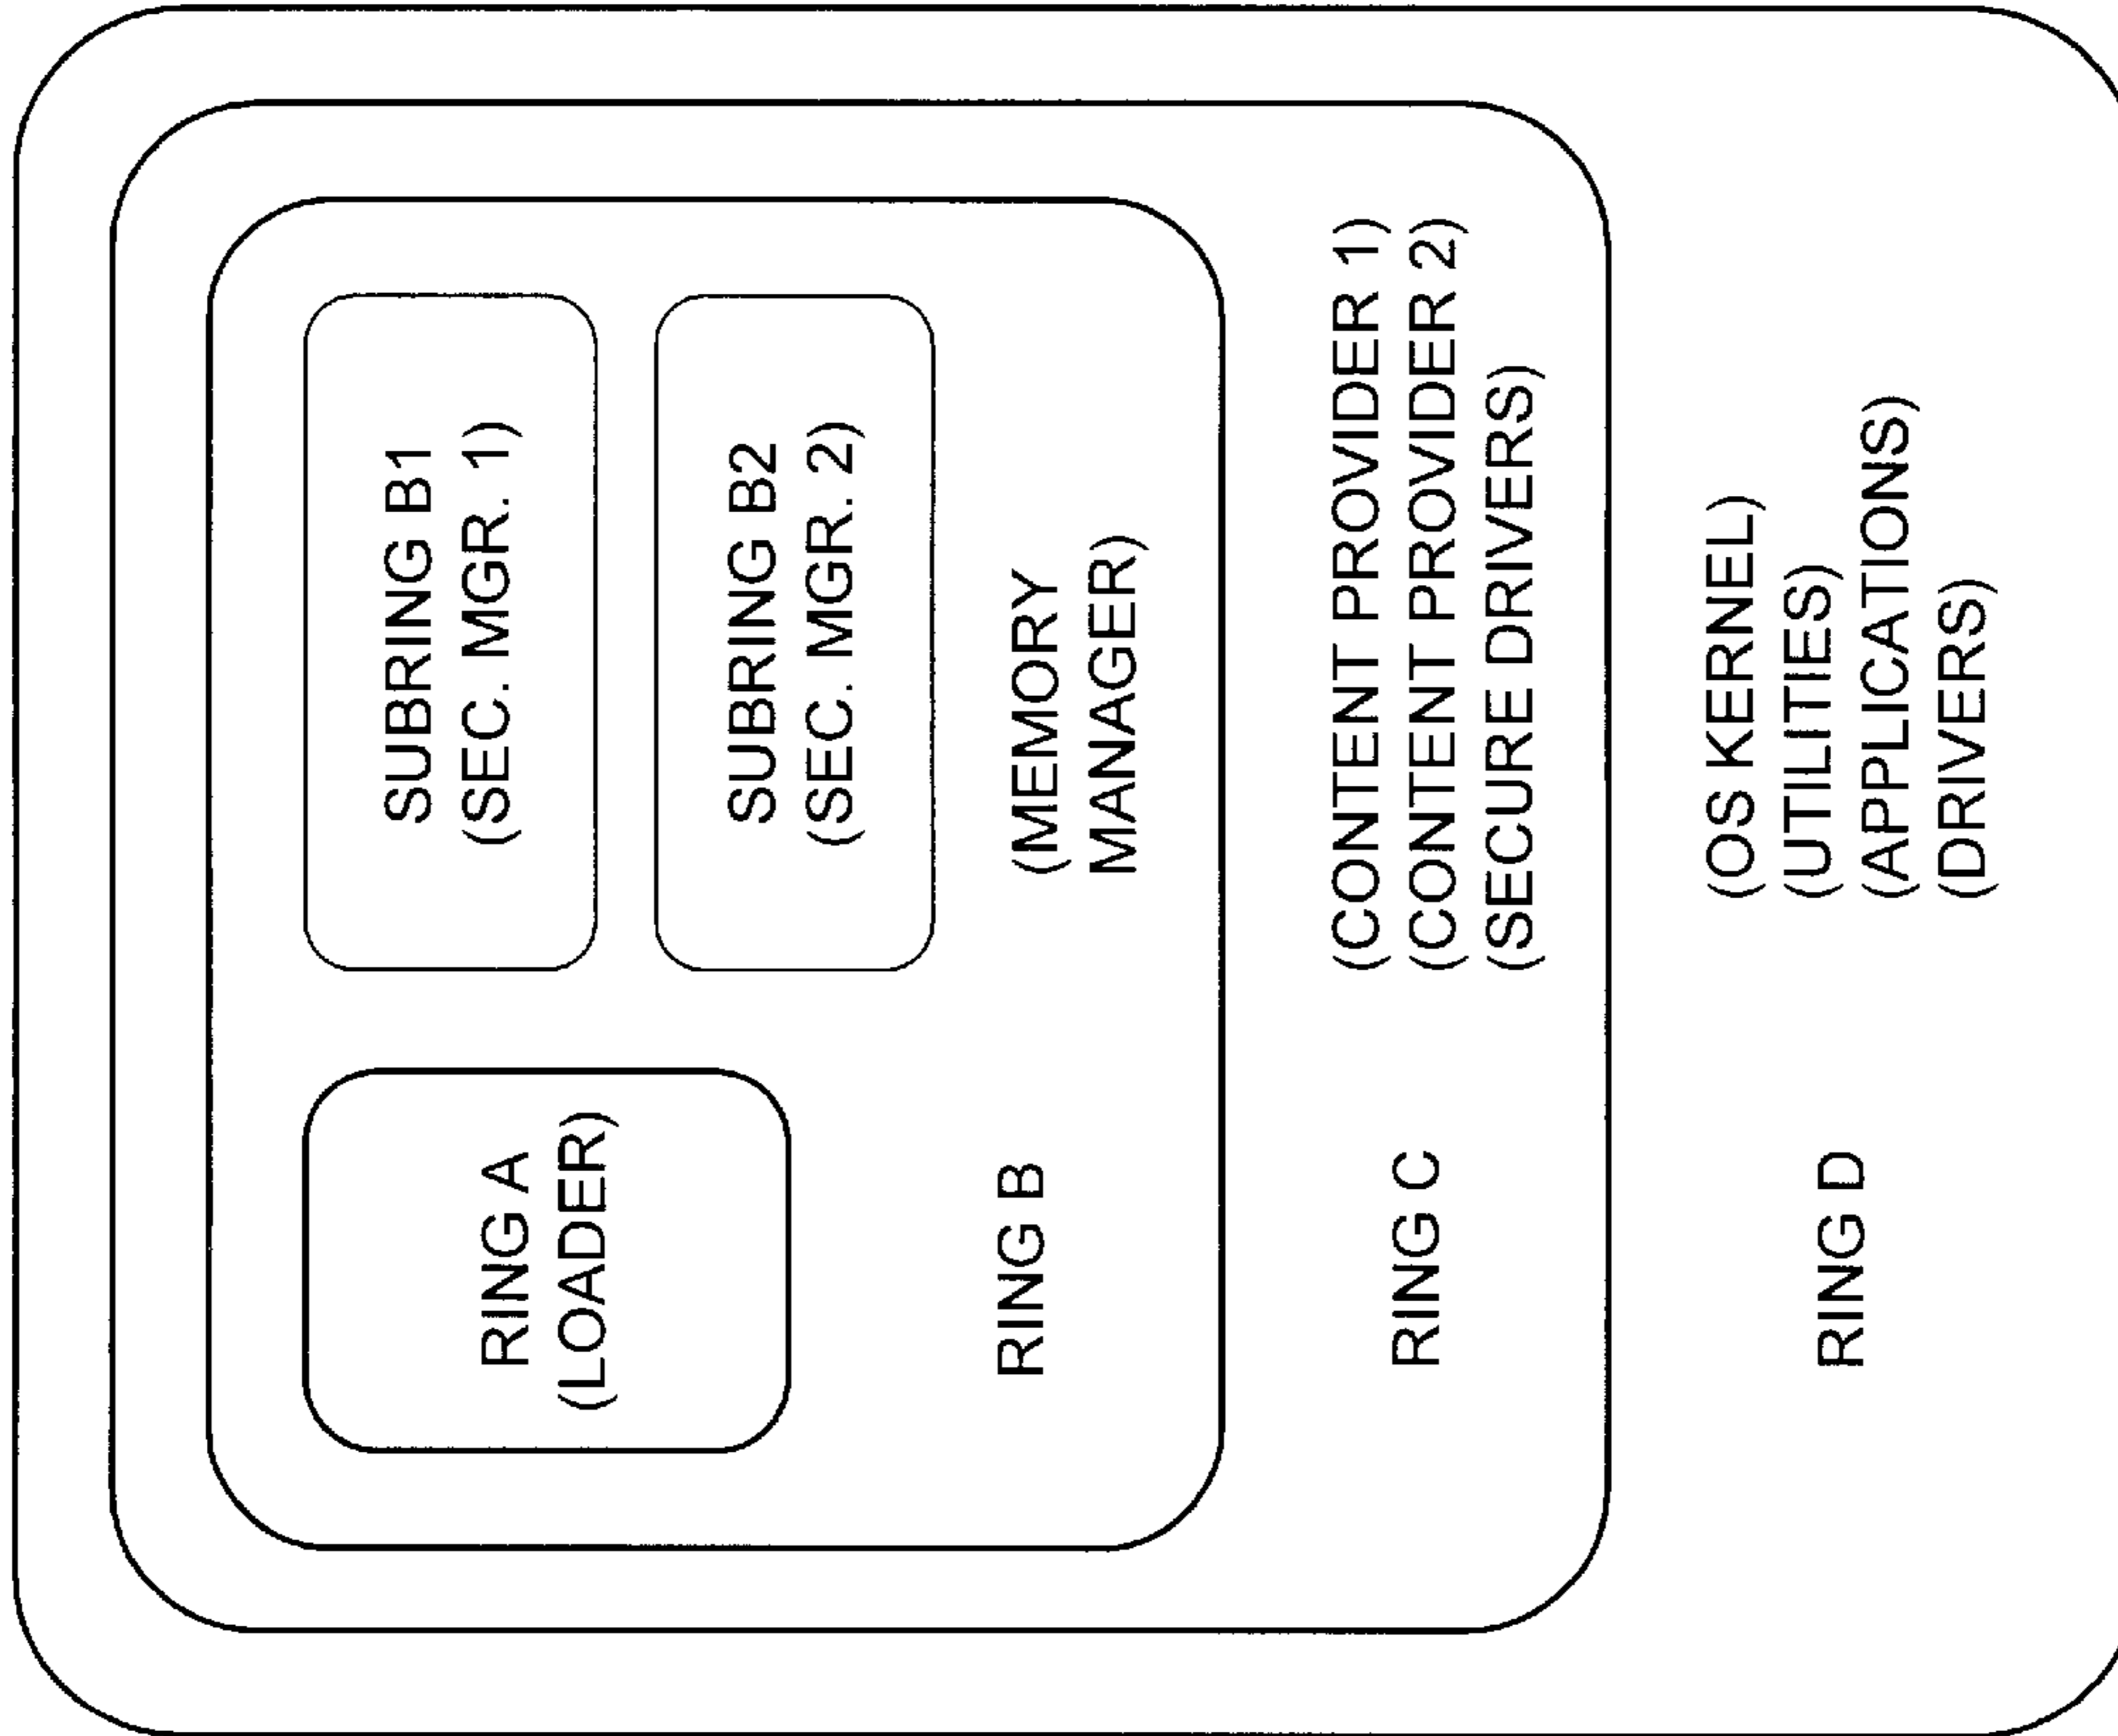 RING A
(LOADER)
SUBRING B1
(SEC. MGR. 1)
SUBRING B2
(SEC. MGR. 2)
RING B
(MEMORY
MANAGER)
RING C
(CONTENT PROVIDER 1)
(CONTENT PROVIDER 2)
(SECURE DRIVERS)
RING D
(OS KERNEL)
(UTILITIES)
(APPLICATIONS)
(DRIVERS)